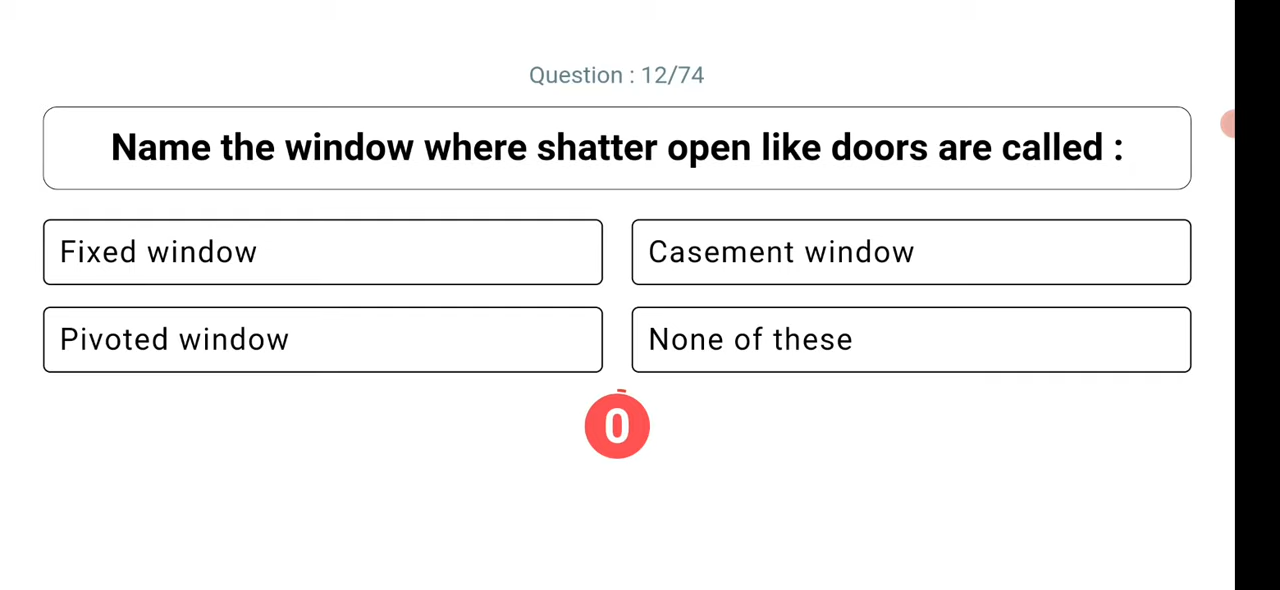 Question : 12/74
Name the window where shatter open like doors are called :
Fixed window
Casement window
Pivoted window
None of these
0